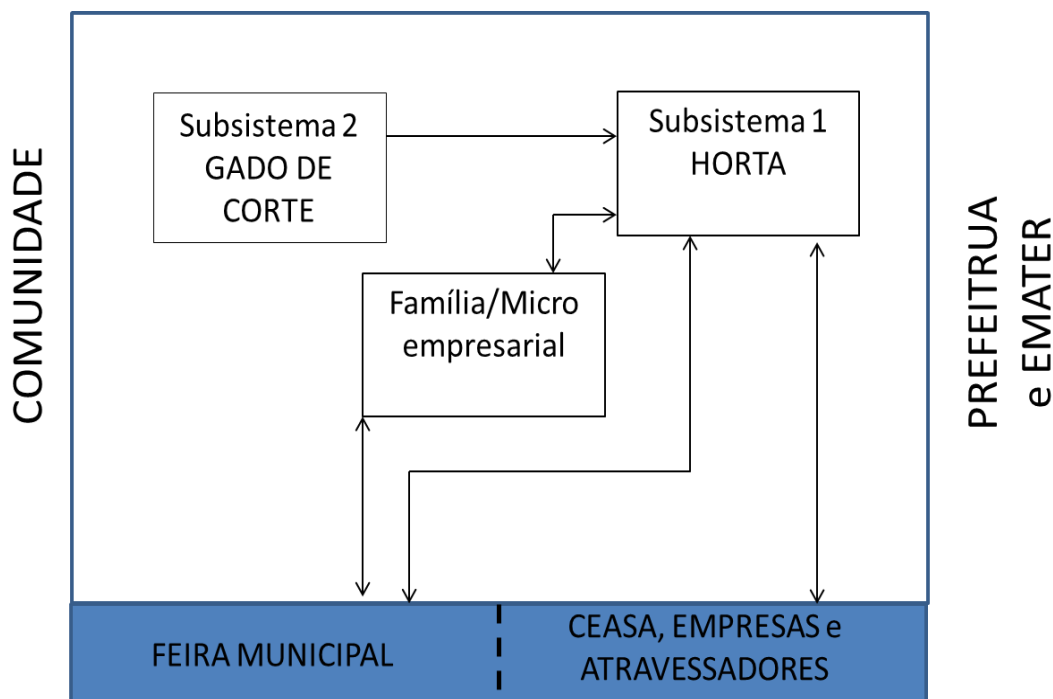 COMUNIDADE
Subsistema 2
GADO DE
CORTE
Subsistema 1
HORTA
Família/Micro
empresarial
PREFEITRUA
e EMATER
FEIRA MUNICIPAL
CEASA, EMPRESAS e
ATRAVESSADORES